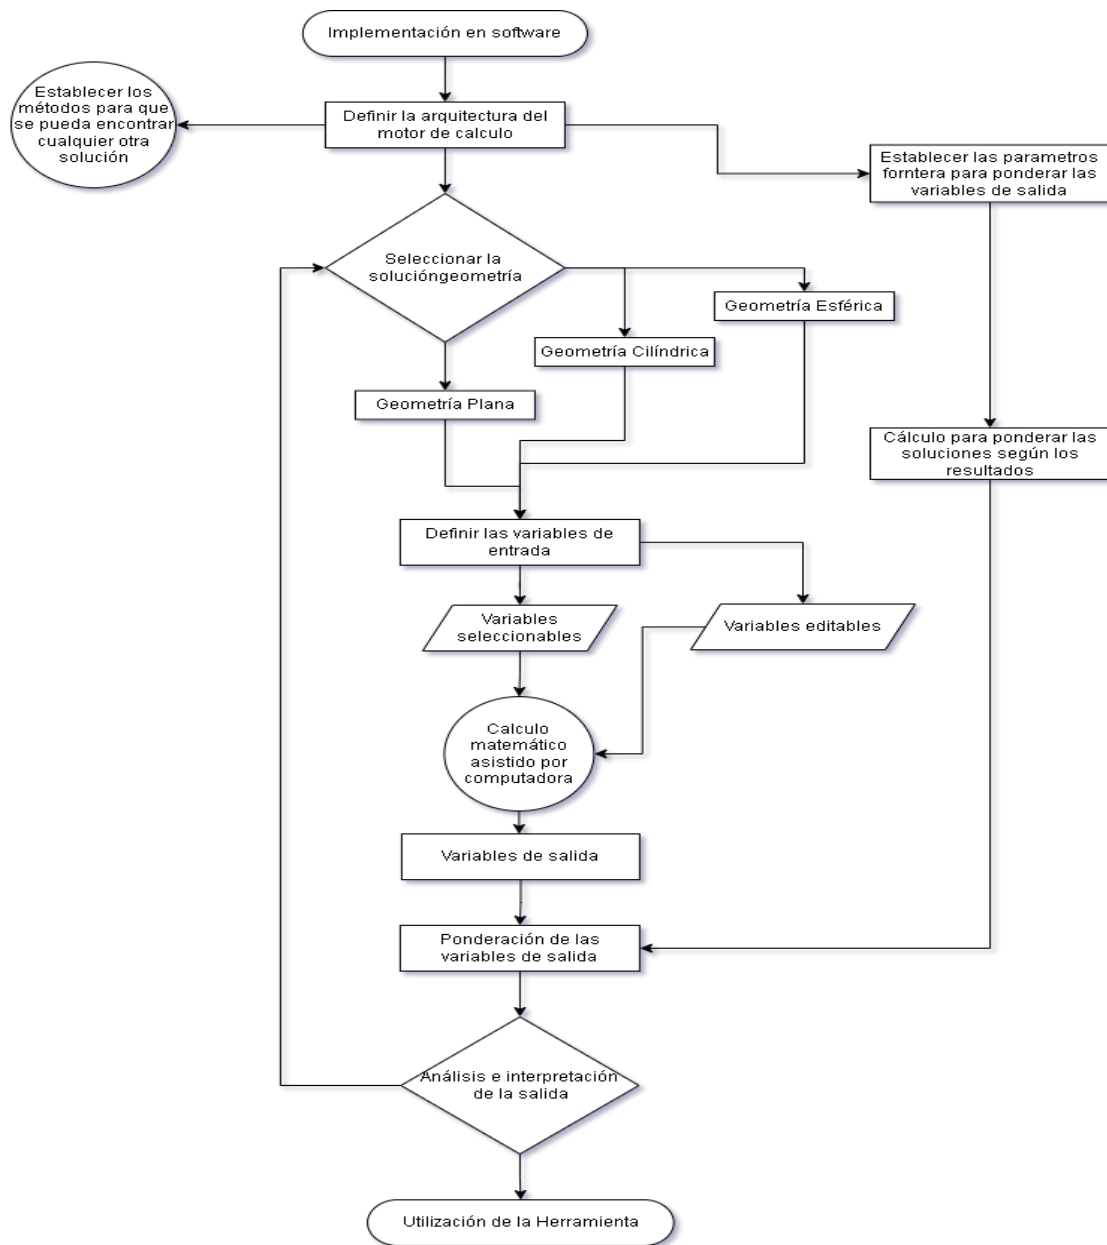 Implementación en software
Establecer los
métodos para que
se pueda encontrar
cualquier otra
solución
Definir la arquitectura del
motor de calculo
Establecer las parametros
forntera para ponderar las
variables de salida
Seleccionar la
solucióngeometría
Geometría Esférica
Geometría Cilíndrica
Geometría Plana
Cálculo para ponderar las
soluciones según los
resultados
Definir las variables de
entrada
Variables
seleccionables
Variables editables
Calculo
matemático
asistido por
computadora
Variables de salida
Ponderación de las
variables de salida
Análisis e interpretación
de la salida
Utilización de la Herramienta